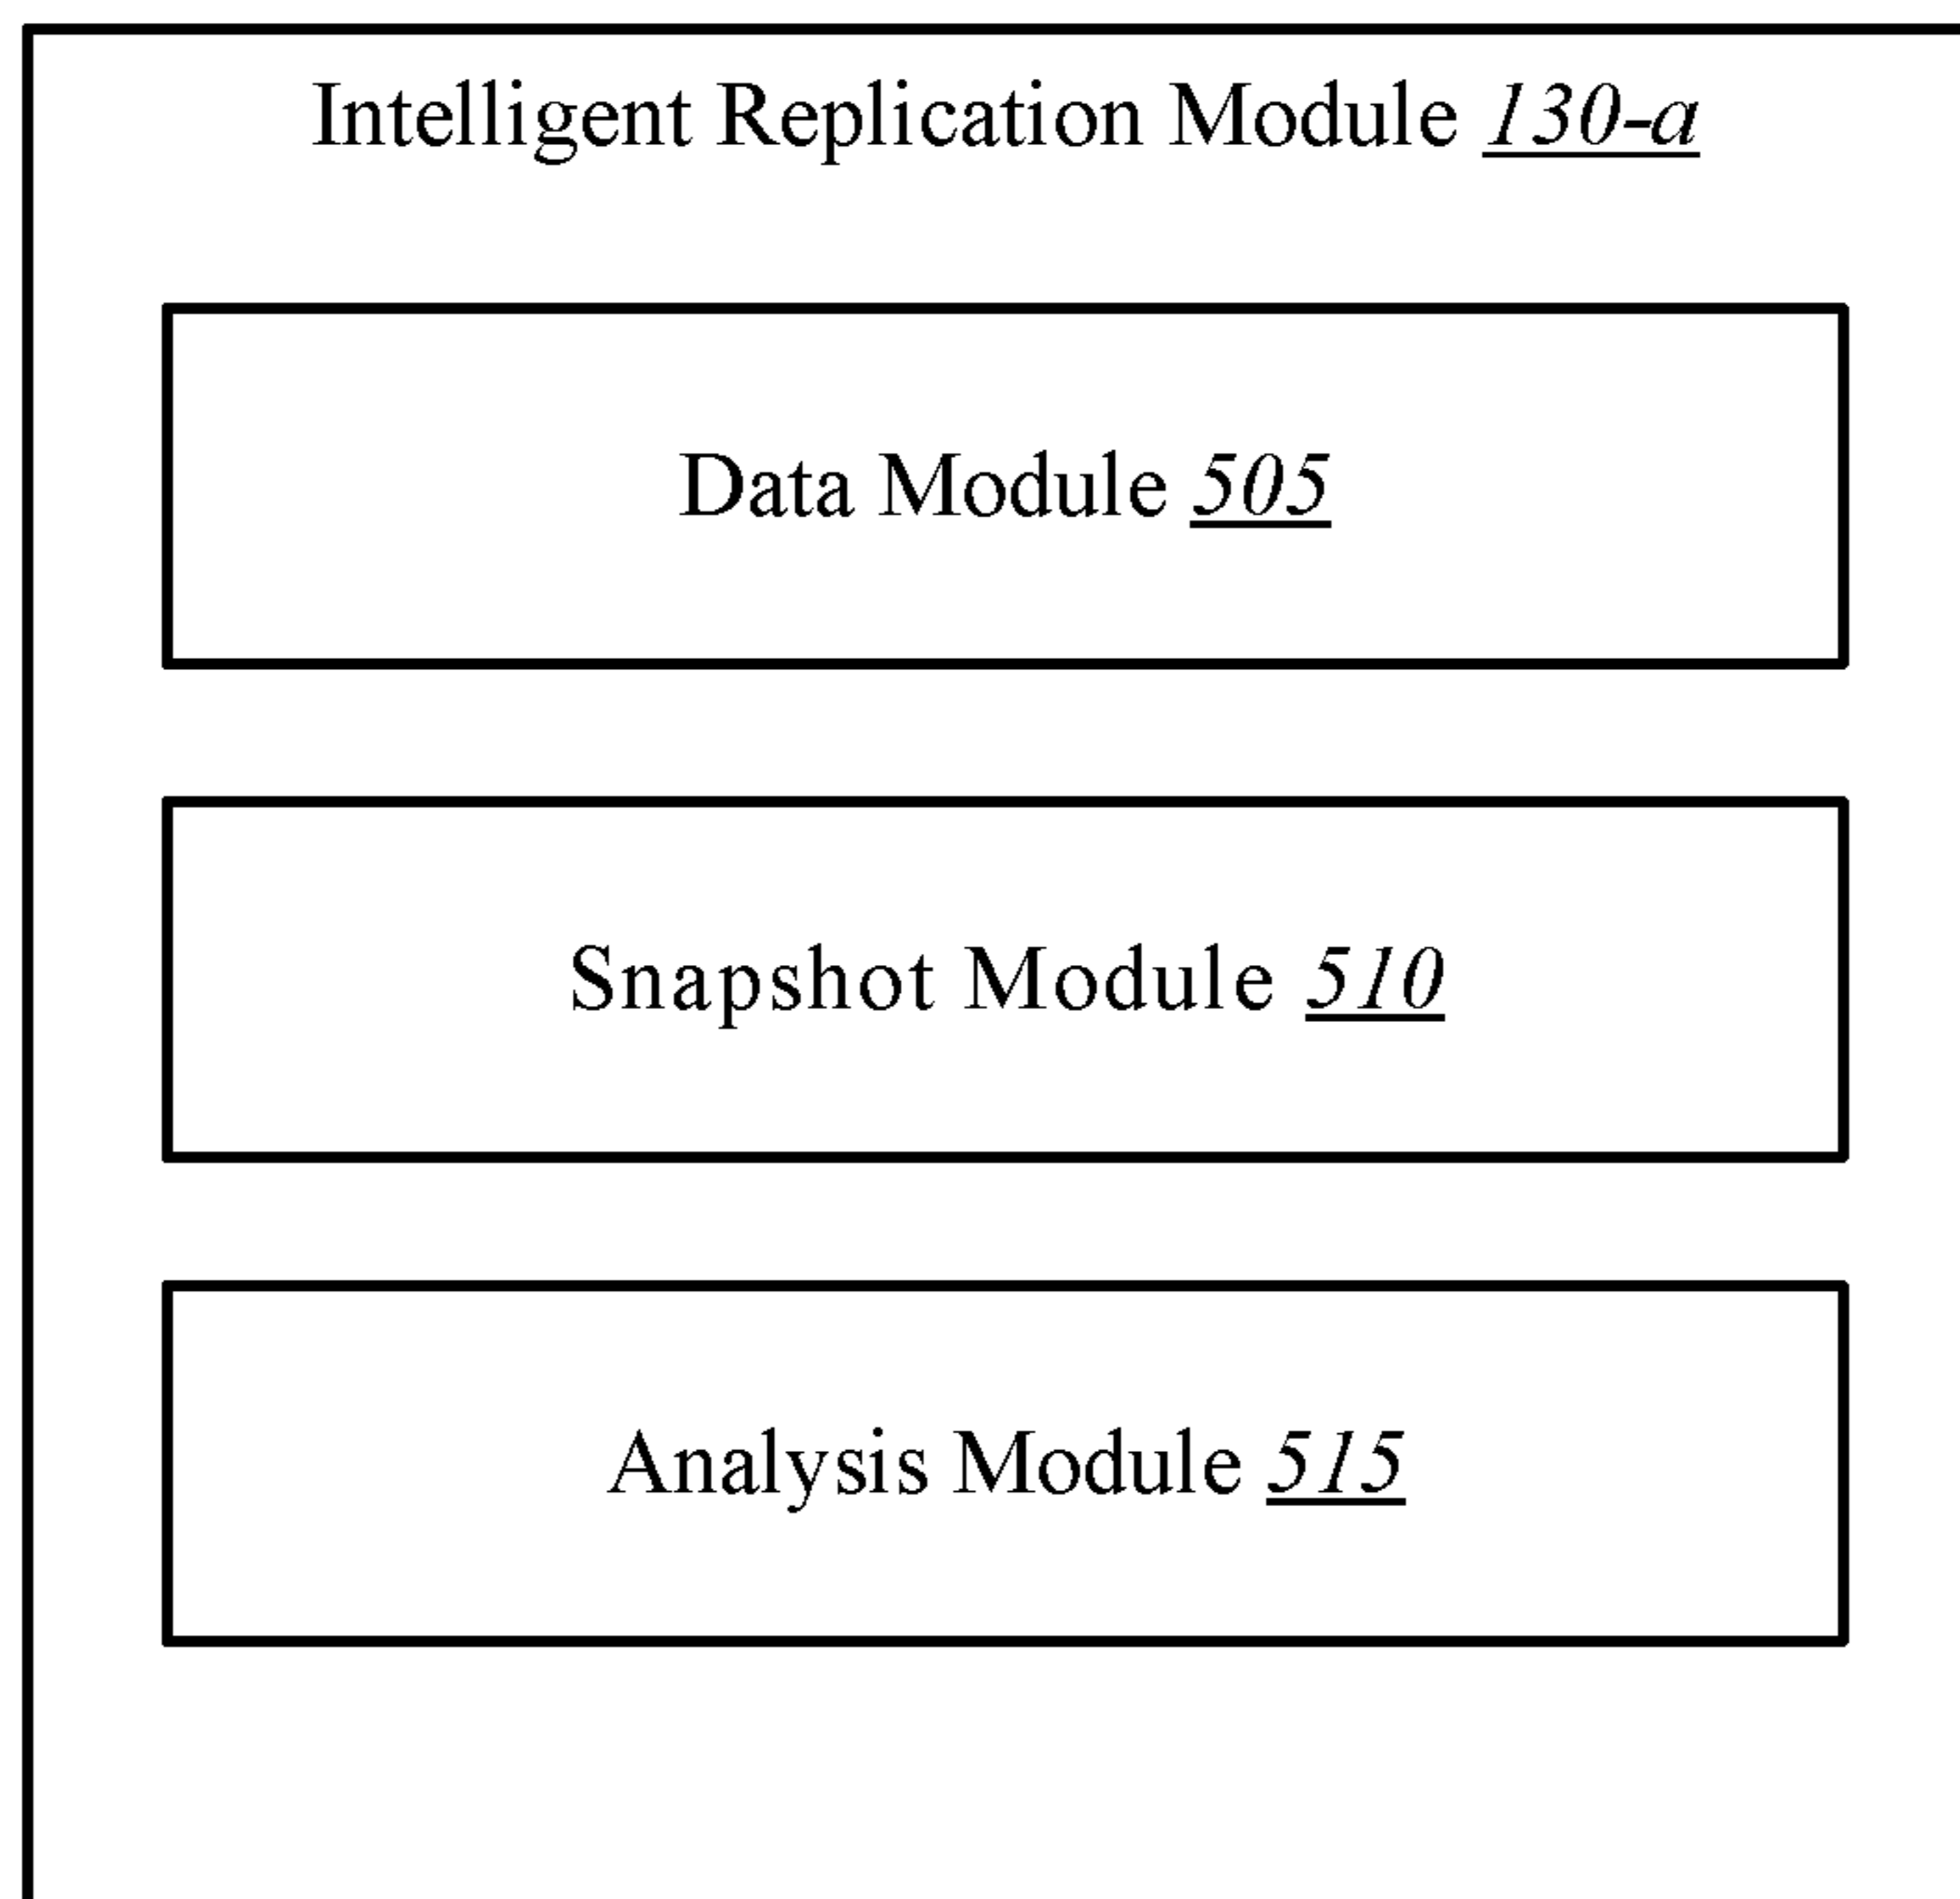 Intelligent Replication Module 130-a
Data Module 505
Snapshot Module 510
Analysis Module 515